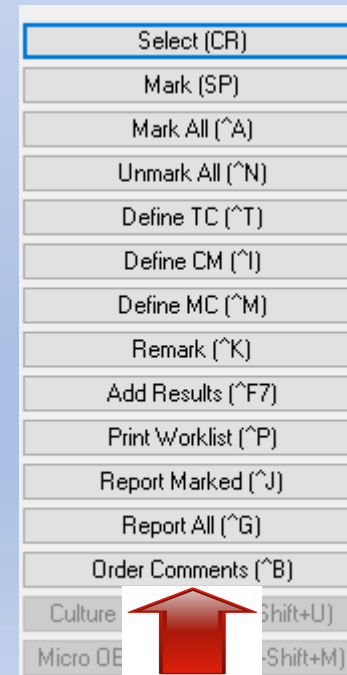 Select (CR)
Mark (SP)
Mark All (^A)
Unmark All (^N)
Define TC (^T)
Define CM (^I)
Define MC (^M)
Remark (^K)
Add Results (^F7)
Print Worklist (^P)
Report Marked (^J)
Report All (^G)
Order Comments (^B)
Culture Shift+U)
Micro -Shift+M)